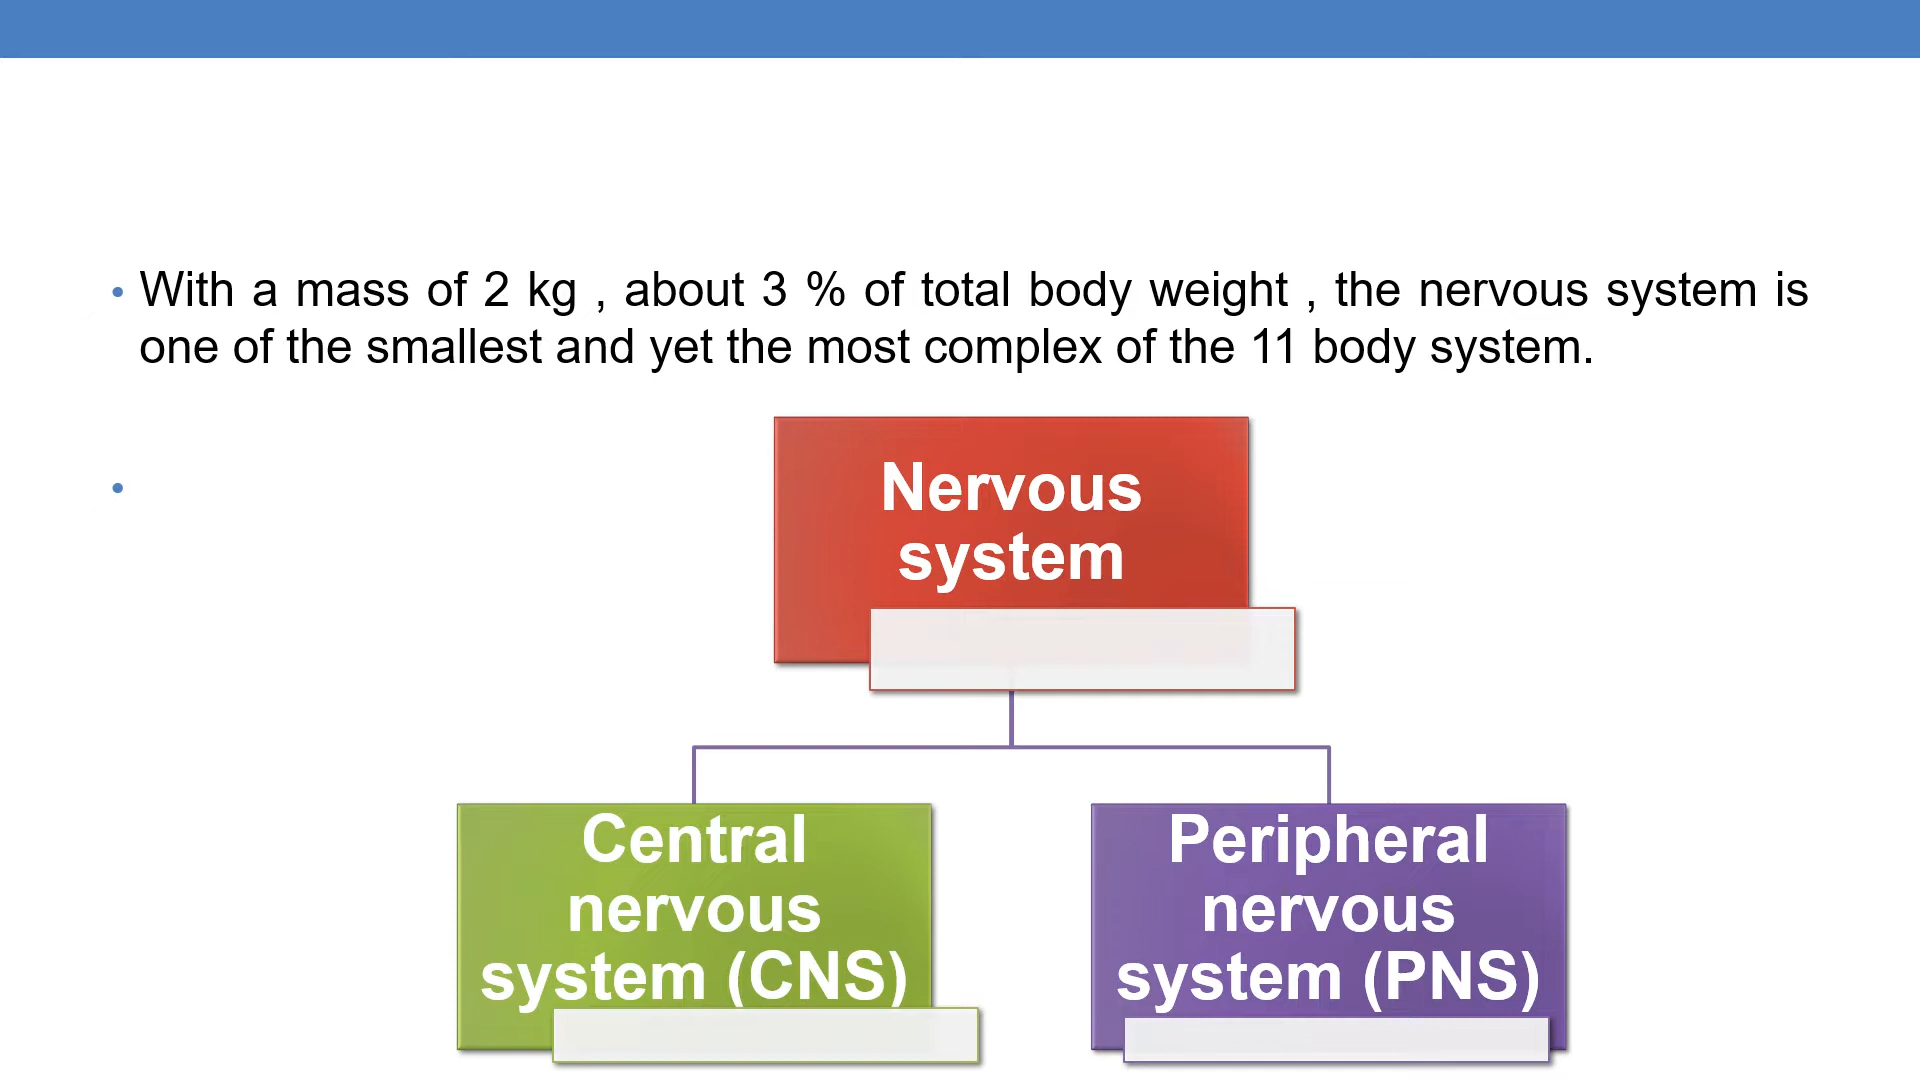 • With a mass of 2 kg , about 3 % of total body weight , the nervous system is
one of the smallest and yet the most complex of the 11 body system.
•
Nervous
system
Central
nervous
system (CNS)
Peripheral
nervous
system (PNS)